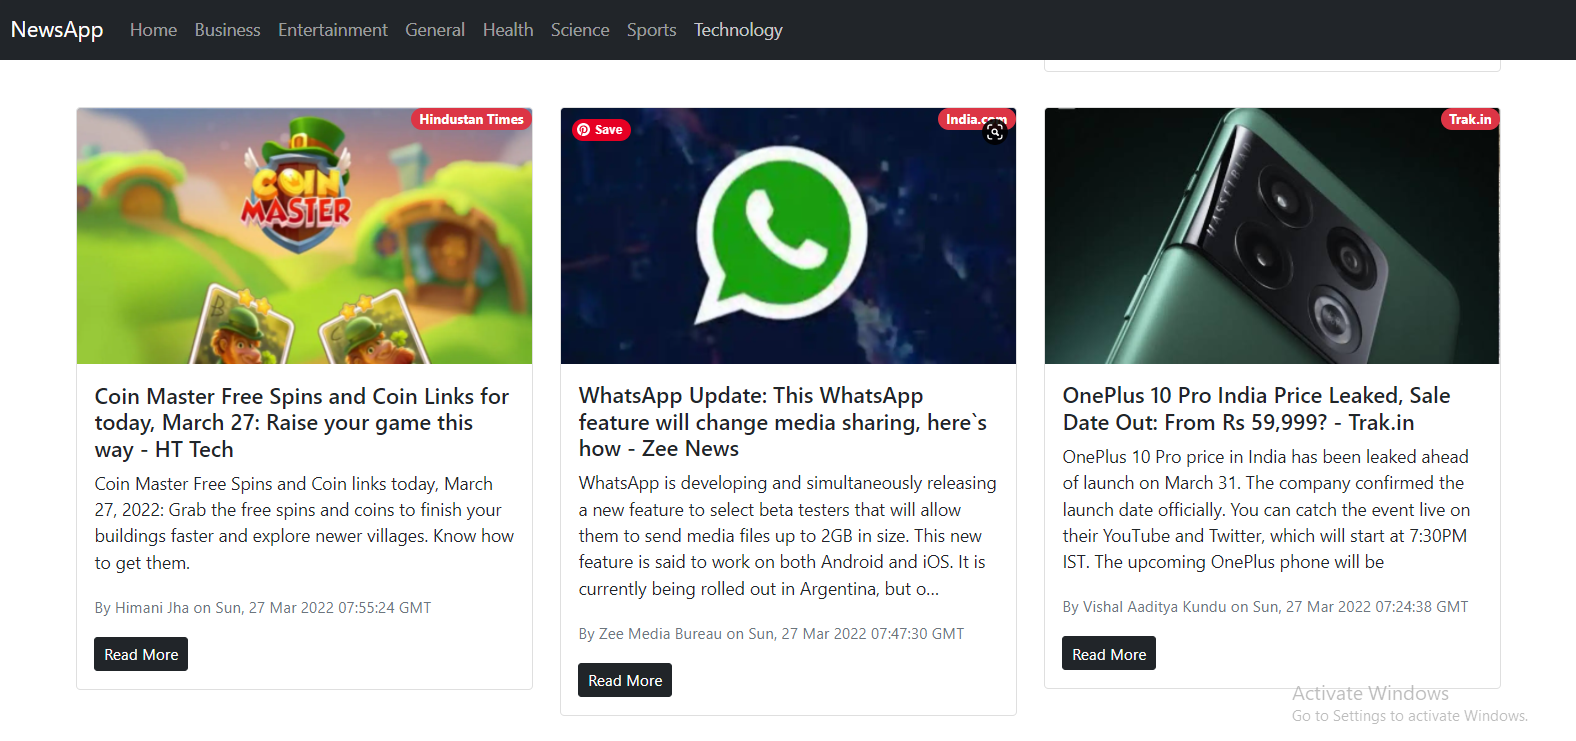 NewsApp Home Business Entertainment General Health Science Sports Technology
Hindustan Times
COIN
MASTER
Coin Master Free Spins and Coin Links for
today, March 27: Raise your game this
way - HT Tech
Coin Master Free Spins and Coin links today, March
27, 2022: Grab the free spins and coins to finish your
buildings faster and explore newer villages. Know how
to get them.
By Himani Jha on Sun, 27 Mar 2022 07:55:24 GMT
Read More
Save
India.com
WhatsApp Update: This WhatsApp
feature will change media sharing, here`s
how - Zee News
WhatsApp is developing and simultaneously releasing
a new feature to select beta testers that will allow
them to send media files up to 2GB in size. This new
feature is said to work on both Android and iOS. It is
currently being rolled out in Argentina, but o...
By Zee Media Bureau on Sun, 27 Mar 2022 07:47:30 GMT
Read More
Trak.in
HASSELBLAD
OnePlus 10 Pro India Price Leaked, Sale
Date Out: From Rs 59,999? - Trak.in
OnePlus 10 Pro price in India has been leaked ahead
of launch on March 31. The company confirmed the
launch date officially. You can catch the event live on
their YouTube and Twitter, which will start at 7:30PM
IST. The upcoming OnePlus phone will be
By Vishal Aaditya Kundu on Sun, 27 Mar 2022 07:24:38 GMT
Read More
Activate Windows
Go to Settings to activate Windows.